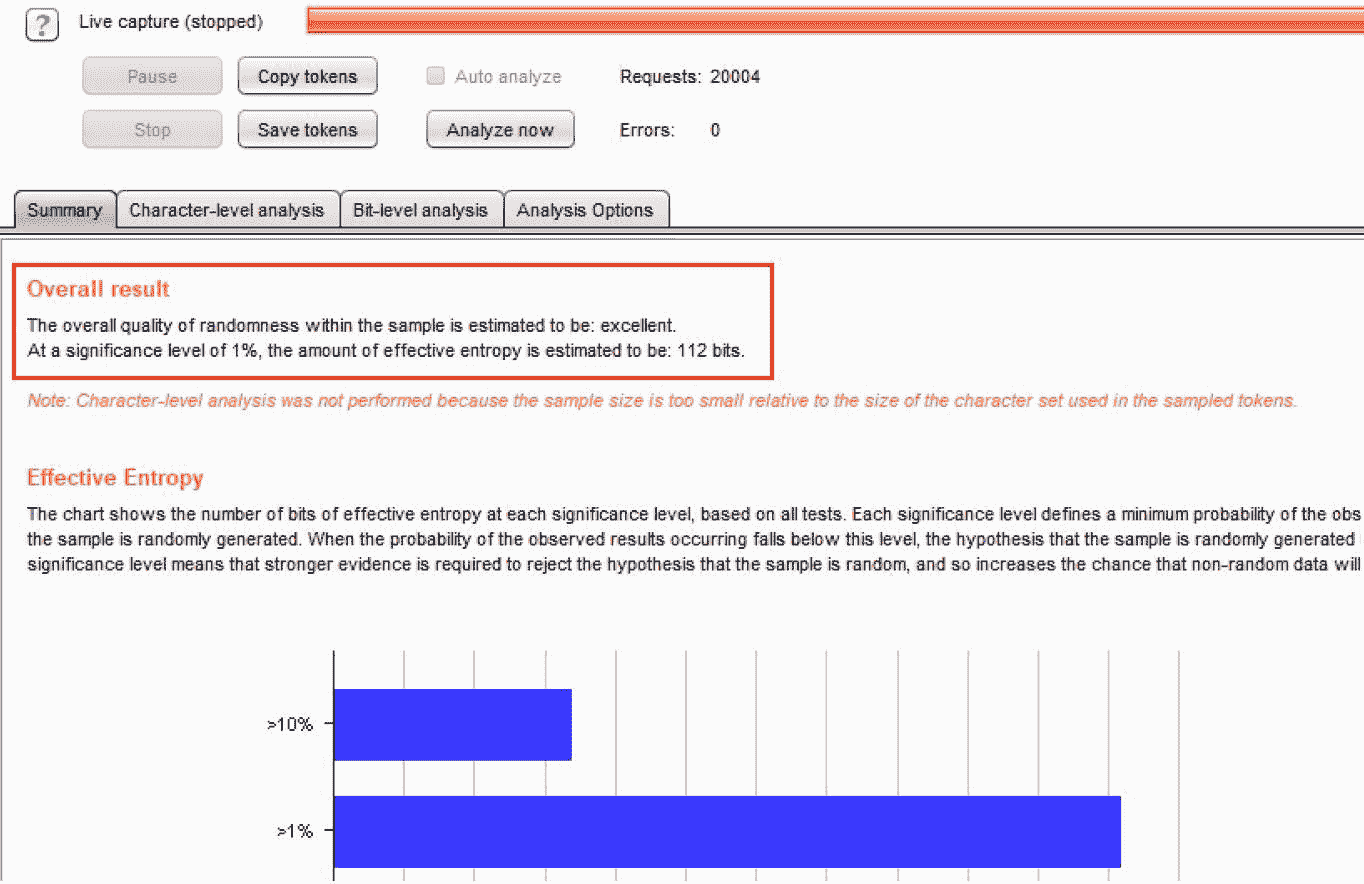 ? Live capture (stopped)
Pause Copy tokens Auto analyze Requests: 20004
Stop Save tokens Analyze now Errors: 0
Summary Character-level analysis Bit-level analysis Analysis Options
Overall result
The overall quality of randomness within the sample is estimated to be: excellent.
At a significance level of 1%, the amount of effective entropy is estimated to be: 112 bits.
Note: Character-level analysis was not performed because the sample size is too small relative to the size of the character set used in the sampled tokens.
Effective Entropy
The chart shows the number of bits of effective entropy at each significance level, based on all tests. Each significance level defines a minimum probability of the obs
the sample is randomly generated. When the probability of the observed results occurring falls below this level, the hypothesis that the sample is randomly generated
significance level means that stronger evidence is required to reject the hypothesis that the sample is random, and so increases the chance that non-random data will
>10%
>1%